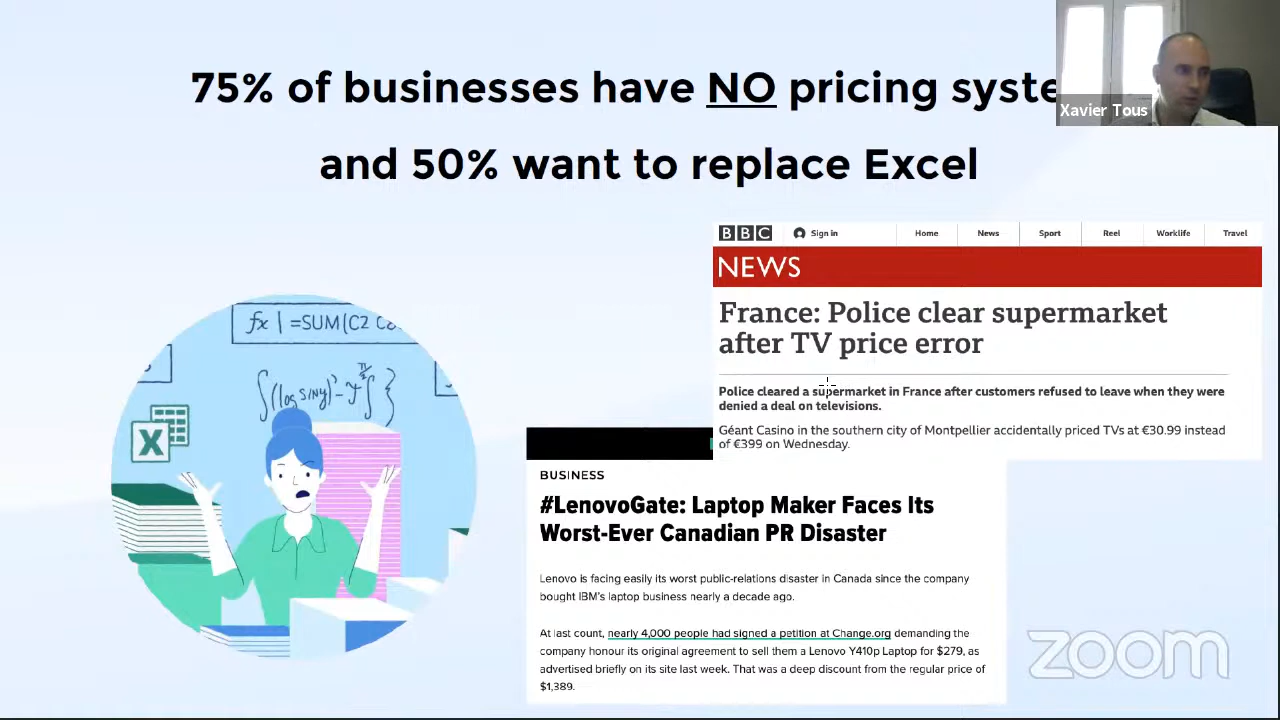 75% of businesses have NO pricing syste
and 50% want to replace Excel
Xavier Tous
BBC Sign in Home News Sport Reel Worklife Travel
NEWS
France: Police clear supermarket
after TV price error
Police cleared a supermarket in France after customers refused to leave when they were
denied a deal on televisions.
Géant Casino in the southern city of Montpellier accidentally priced TVs at €30.99 instead
of €399 on Wednesday.
fx | =SUM(C2
X
BUSINESS
#LenovoGate: Laptop Maker Faces Its
Worst-Ever Canadian PR Disaster
Lenovo is facing easily its worst public-relations disaster in Canada since the company
bought IBM's laptop business nearly a decade ago.
At last count, nearly 4,000 people had signed a petition at Change.org demanding the
company honour its original agreement to sell them a Lenovo Y410p Laptop for $279, as
advertised briefly on its site last week. That was a deep discount from the regular price of
$1,389.
zoom